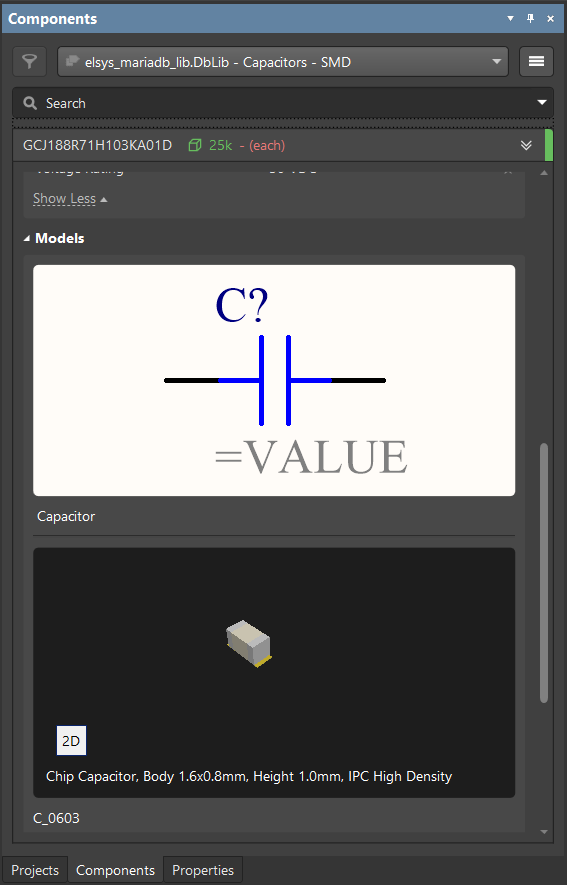 Components
elsys_mariadb_lib.DbLib - Capacitors - SMD
Search
GCJ188R71H103KA01D 25k - (each)
Show Less
Models
C?
=VALUE
Capacitor
2D
Chip Capacitor, Body 1.6x0.8mm, Height 1.0mm, IPC High Density
C_0603
Projects Components Properties